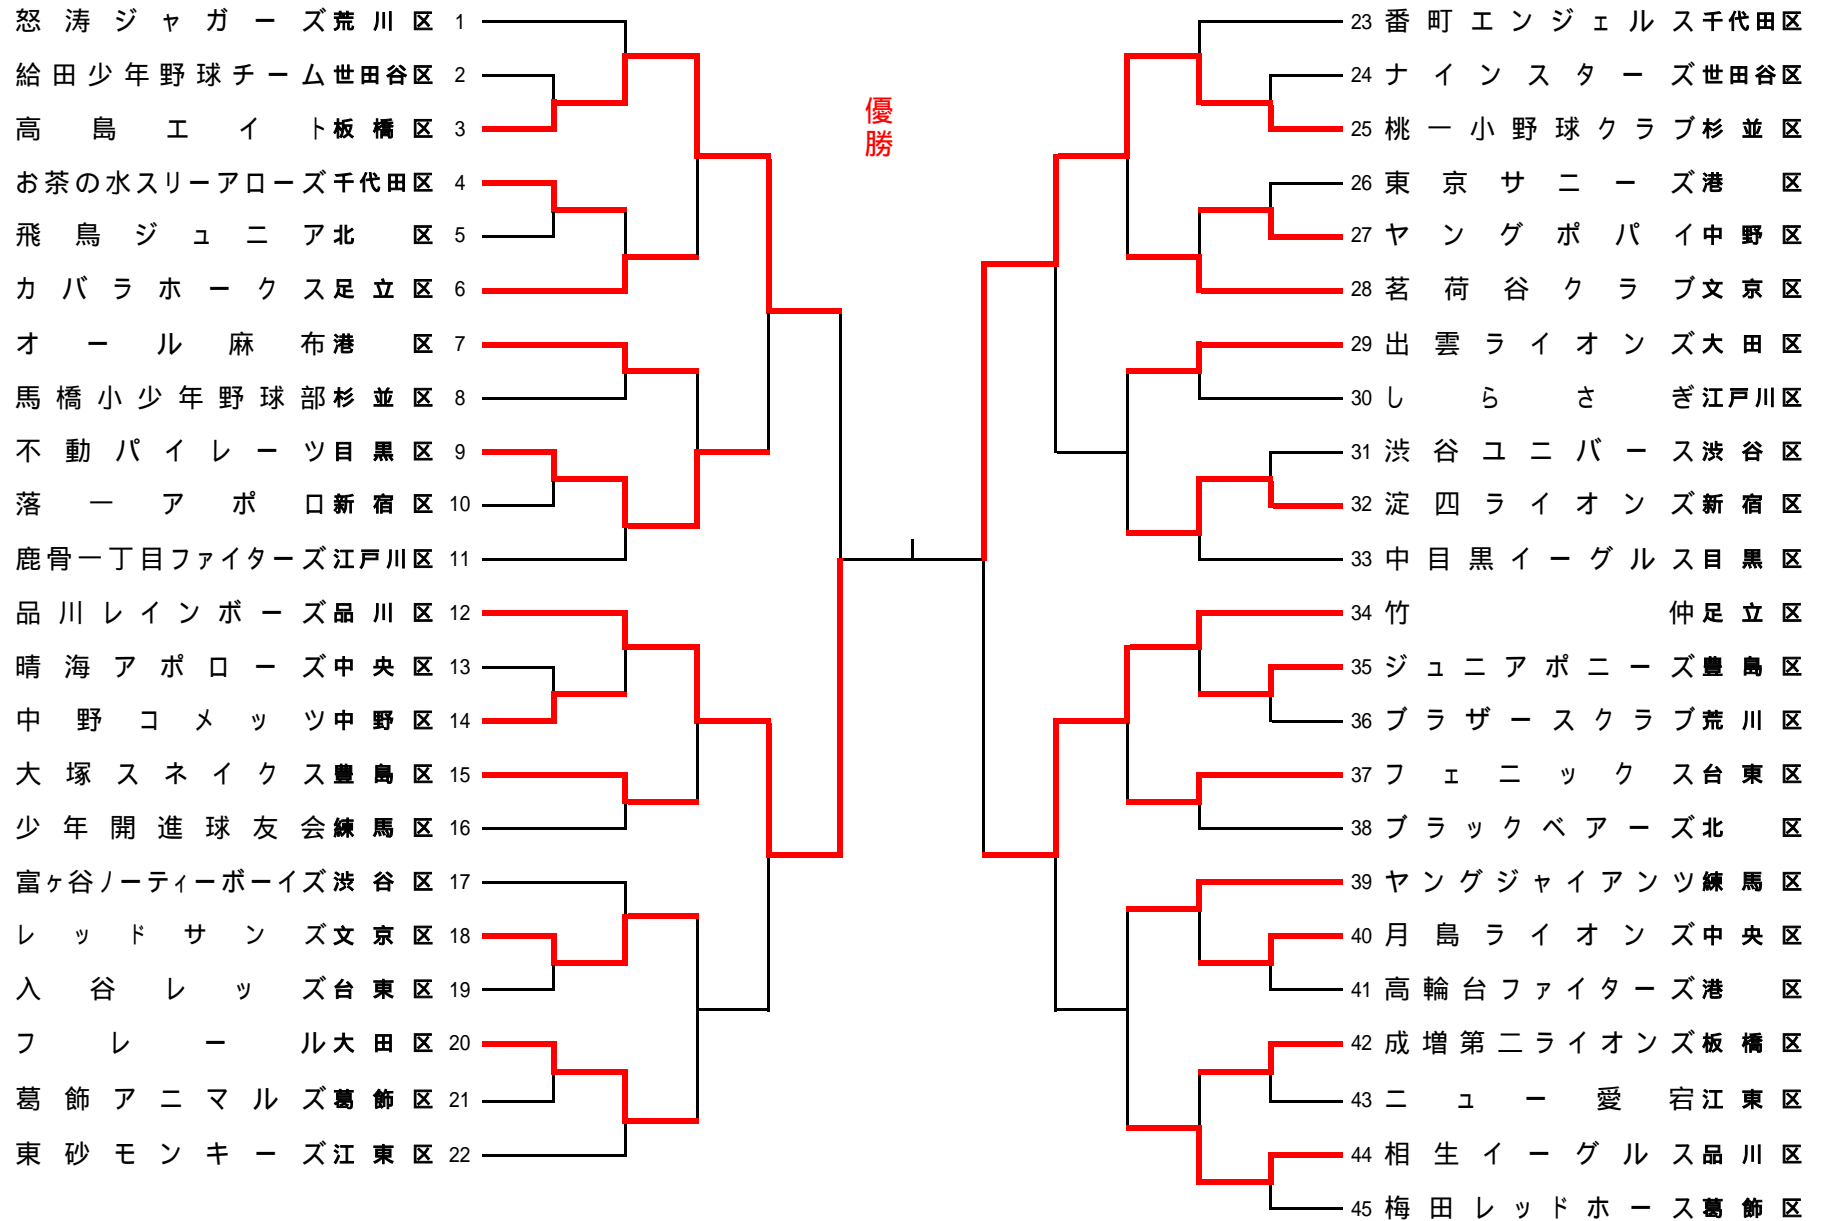 怒涛ジャガーズ荒川区 1
給田少年野球チーム世田谷区 2
高島エイト板橋区 3
お茶の水スリーアローズ千代田区 4
飛鳥ジュニア北区 5
カバラホークス足立区 6
オール麻布港区 7
馬橋小少年野球部杉並区 8
不動パイレーツ目黒区 9
落一アポロ新宿区 10
鹿骨一丁目ファイターズ江戸川区 11
品川レインボーズ品川区 12
晴海アポローズ中央区 13
中野コメッツ中野区 14
大塚スネイクス豊島区 15
少年開進球友会練馬区 16
富ヶ谷ノーティーボーイズ渋谷区 17
レッドサンズ文京区 18
入谷レッズ台東区 19
フレール大田区 20
葛飾アニマルズ葛飾区 21
東砂モンキーズ江東区 22
優
勝
23 番町エンジェルス千代田区
24 ナインスターズ世田谷区
25 桃一小野球クラブ杉並区
26 東京サニーズ港区
27 ヤングポパイ中野区
28 茗荷谷クラブ文京区
29 出雲ライオンズ大田区
30 しらさぎ江戸川区
31 渋谷ユニバース渋谷区
32 淀四ライオンズ新宿区
33 中目黒イーグルス目黒区
34 竹仲足立区
35 ジュニアポニーズ豊島区
36 ブラザースクラブ荒川区
37 フェニックス台東区
38 ブラックベアーズ北区
39 ヤングジャイアンツ練馬区
40 月島ライオンズ中央区
41 高輪台ファイターズ港区
42 成増第二ライオンズ板橋区
43 ニュー愛宕江東区
44 相生イーグルス品川区
45 梅田レッドホース葛飾区